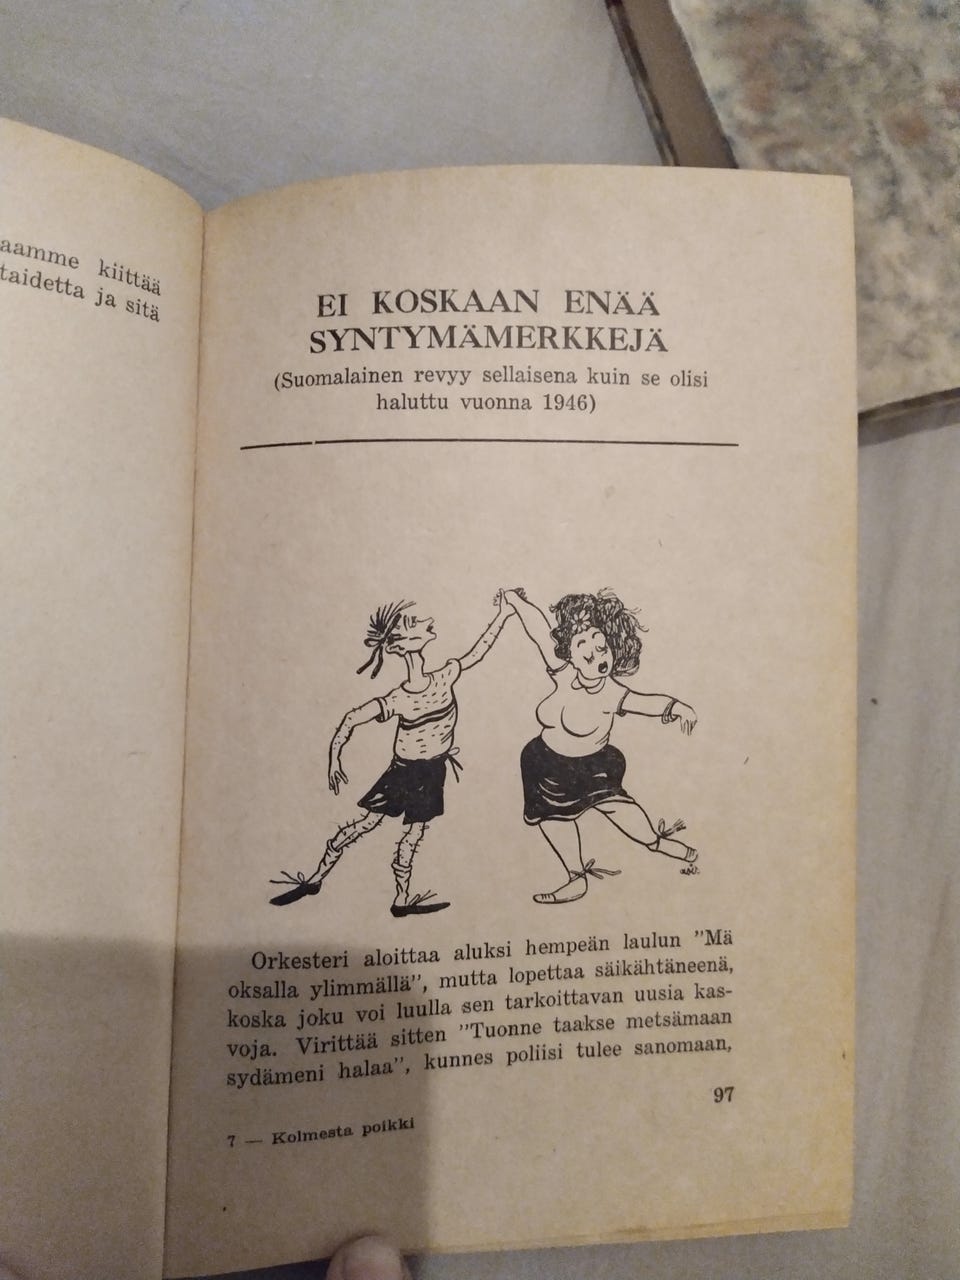 aamme kiittää
taidetta ja sitä
EI KOSKAAN ENÄÄ
SYNTYMÄMERKKEJÄ
(Suomalainen revyy sellaisena kuin se olisi
haluttu vuonna 1946)
Orkesteri aloittaa aluksi hempeän laulun "Mä
oksalla ylimmällä", mutta lopettaa säikähtäneenä,
koska joku voi luulla sen tarkoittavan uusia kas-
voja. Virittää sitten "Tuonne taakse metsämaan
sydämeni halaa", kunnes poliisi tulee sanomaan,
97
7 — Kolmesta poikki